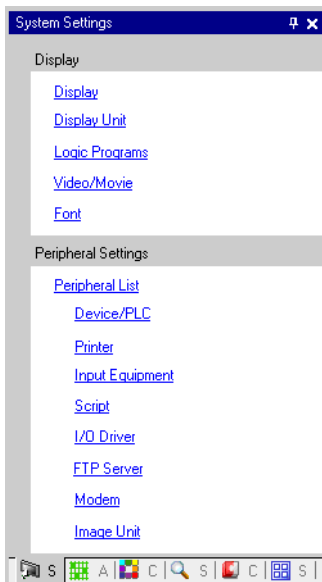 System Settings
Display
Display
Display Unit
Logic Programs
Video/Movie
Font
Peripheral Settings
Peripheral List
Device/PLC
Printer
Input Equipment
Script
I/O Driver
FTP Server
Modem
Image Unit
S A C S C S